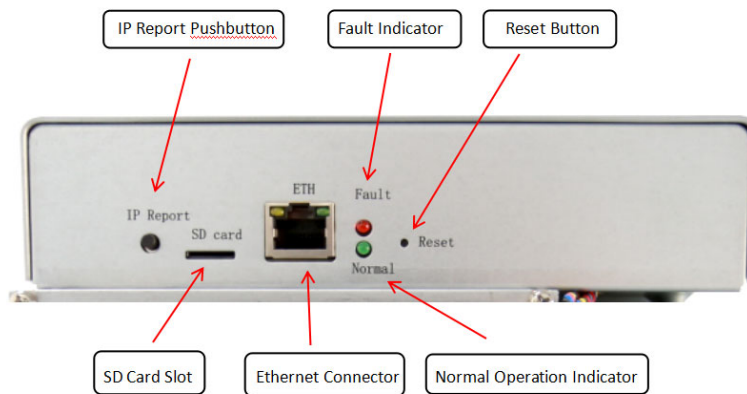 IP Report Pushbutton
Fault Indicator
Reset Button
ETH
Fault
IP Report
SD card
Reset
Normal
SD Card Slot
Ethernet Connector
Normal Operation Indicator